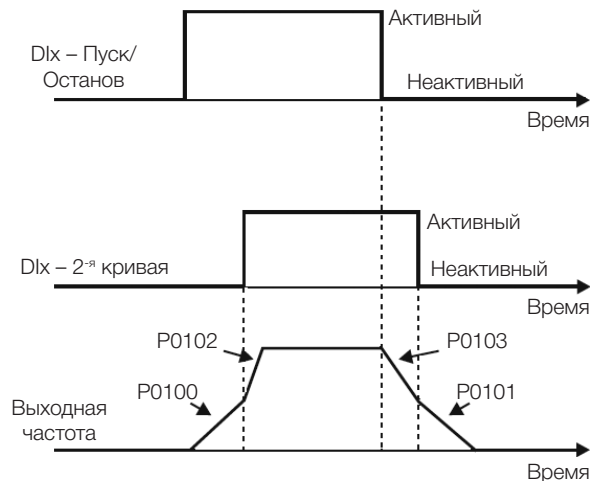 Активный
DIx – Пуск/
Останов
Неактивный
Время
Активный
DIx – 2-я кривая
Неактивный
Время
P0102
P0103
P0100
P0101
Выходная
частота
Время